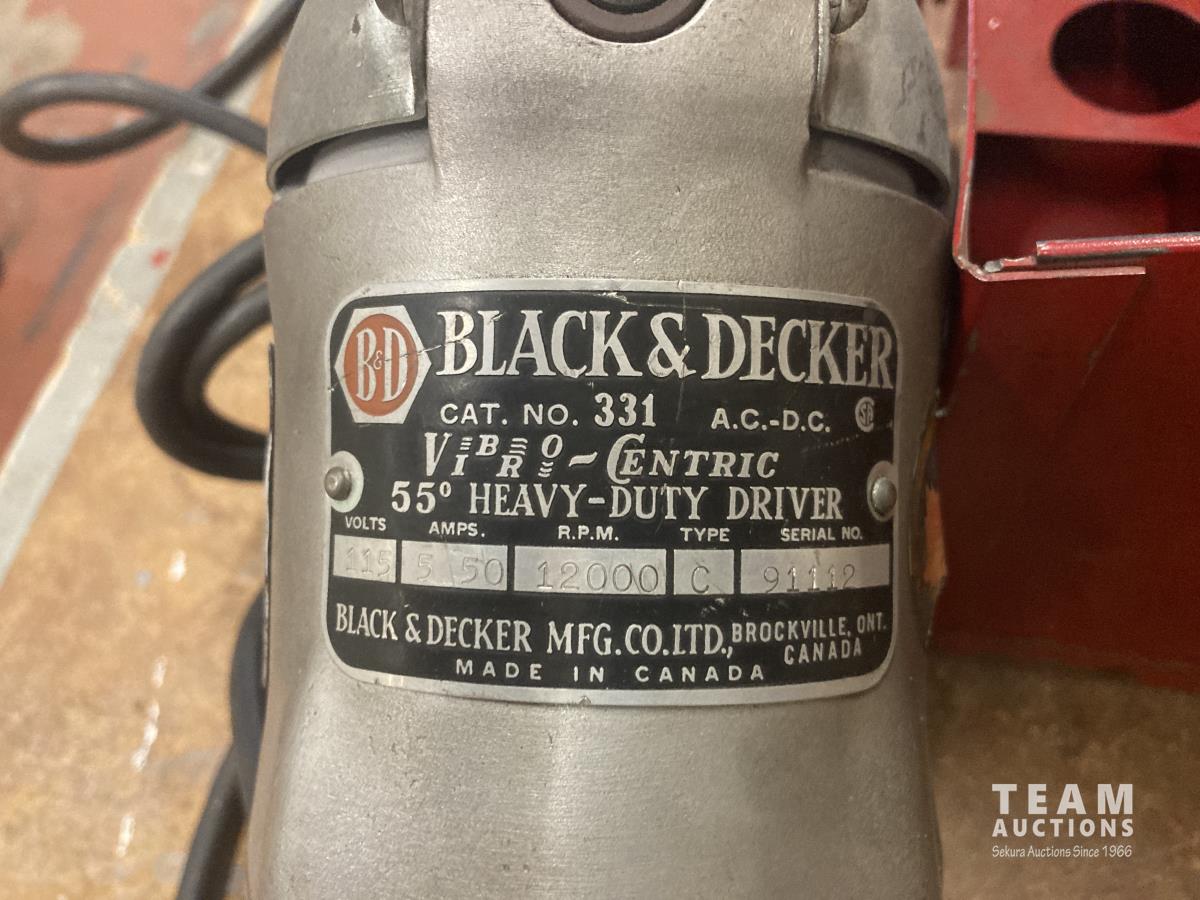 B&D BLACK & DECKER
CAT. NO. 331 A.C.-D.C. SA
VIBRO-CENTRIC
55° HEAVY-DUTY DRIVER
VOLTS AMPS. R.P.M. TYPE SERIAL NO.
115 5 50 12000 C 91112
BLACK & DECKER MFG. CO. LTD., BROCKVILLE, ONT.
CANADA
MADE IN CANADA
TEAM
AUCTIONS
Sekura Auctions Since 1966